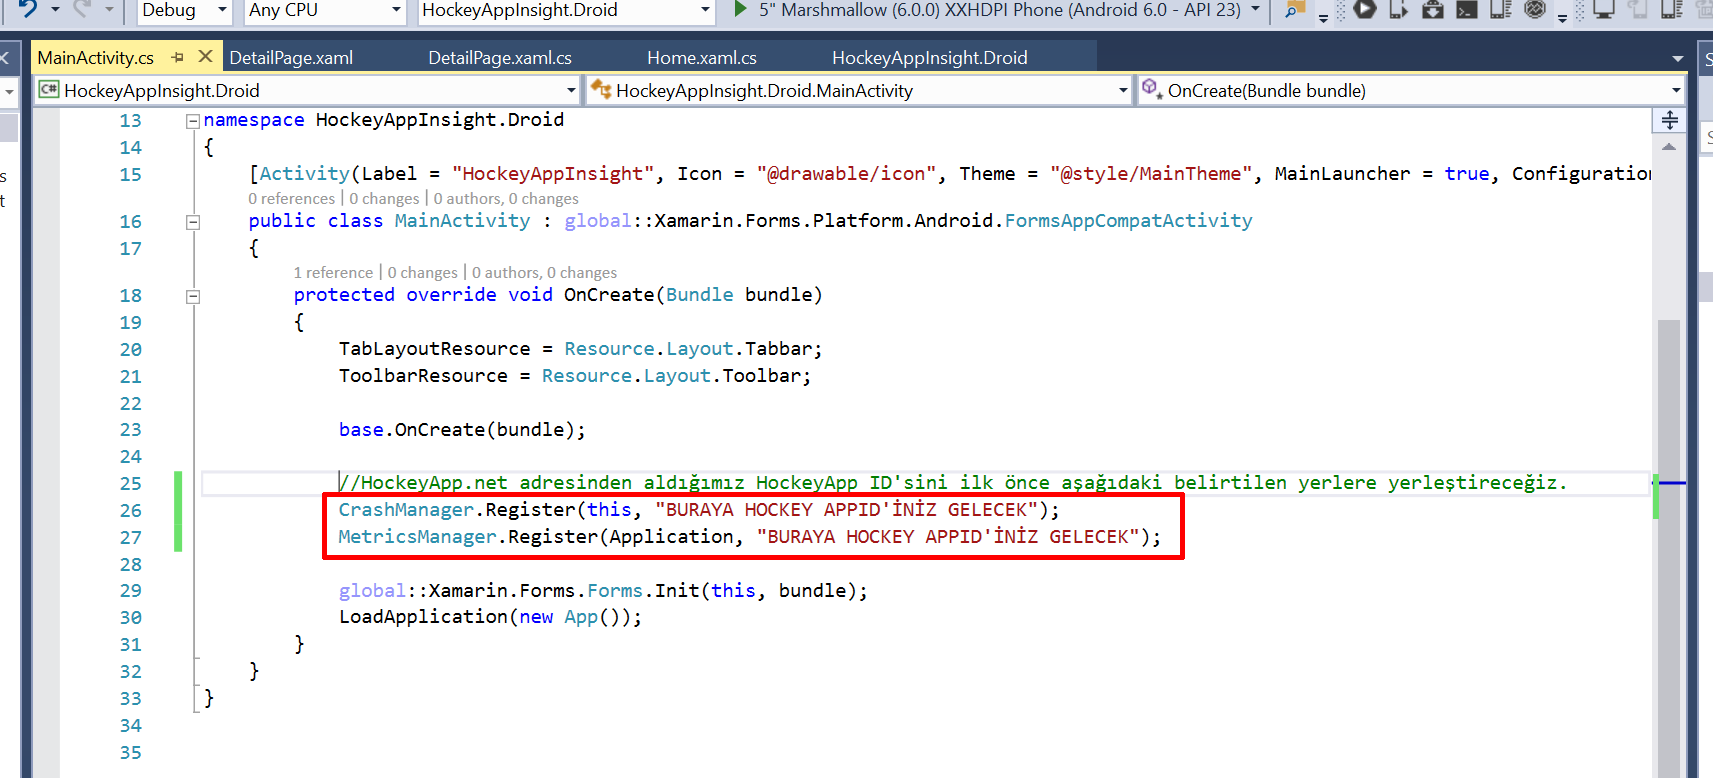 Debug Any CPU HockeyAppInsight.Droid 5" Marshmallow (6.0.0) XXHDPI Phone (Android 6.0 - API 23)
MainActivity.cs DetailPage.xaml DetailPage.xaml.cs Home.xaml.cs HockeyAppInsight.Droid
C# HockeyAppInsight.Droid HockeyAppInsight.Droid.MainActivity OnCreate(Bundle bundle)
13 namespace HockeyAppInsight.Droid
14 {
15 [Activity(Label = "HockeyAppInsight", Icon = "@drawable/icon", Theme = "@style/MainTheme", MainLauncher = true, Configuration
0 references | 0 changes | 0 authors, 0 changes
16 public class MainActivity : global::Xamarin.Forms.Platform.Android.FormsAppCompatActivity
17 {
1 reference | 0 changes | 0 authors, 0 changes
18 protected override void OnCreate(Bundle bundle)
19 {
20 TabLayoutResource = Resource.Layout.Tabbar;
21 ToolbarResource = Resource.Layout.Toolbar;
22
23 base.OnCreate(bundle);
24
25 //HockeyApp.net adresinden aldığımız HockeyApp ID'sini ilk önce aşağıdaki belirtilen yerlere yerleştireceğiz.
26 CrashManager.Register(this, "BURAYA HOCKEY APPID'İNİZ GELECEK");
27 MetricsManager.Register(Application, "BURAYA HOCKEY APPID'İNİZ GELECEK");
28
29 global::Xamarin.Forms.Forms.Init(this, bundle);
30 LoadApplication(new App());
31 }
32 }
33 }
34
35